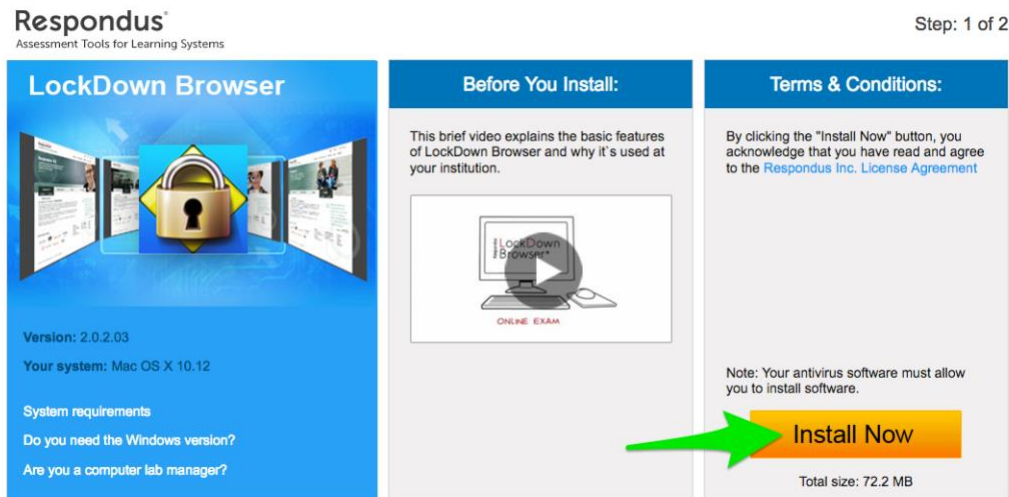 Respondus
Assessment Tools for Learning Systems
Step: 1 of 2
LockDown Browser
Version: 2.0.2.03
Your system: Mac OS X 10.12
System requirements
Do you need the Windows version?
Are you a computer lab manager?
Before You Install:
This brief video explains the basic features
of LockDown Browser and why it`s used at
your institution.
LockDown
Browser
ONLINE EXAM
Terms & Conditions:
By clicking the "Install Now" button, you
acknowledge that you have read and agree
to the Respondus Inc. License Agreement
Note: Your antivirus software must allow
you to install software.
Install Now
Total size: 72.2 MB